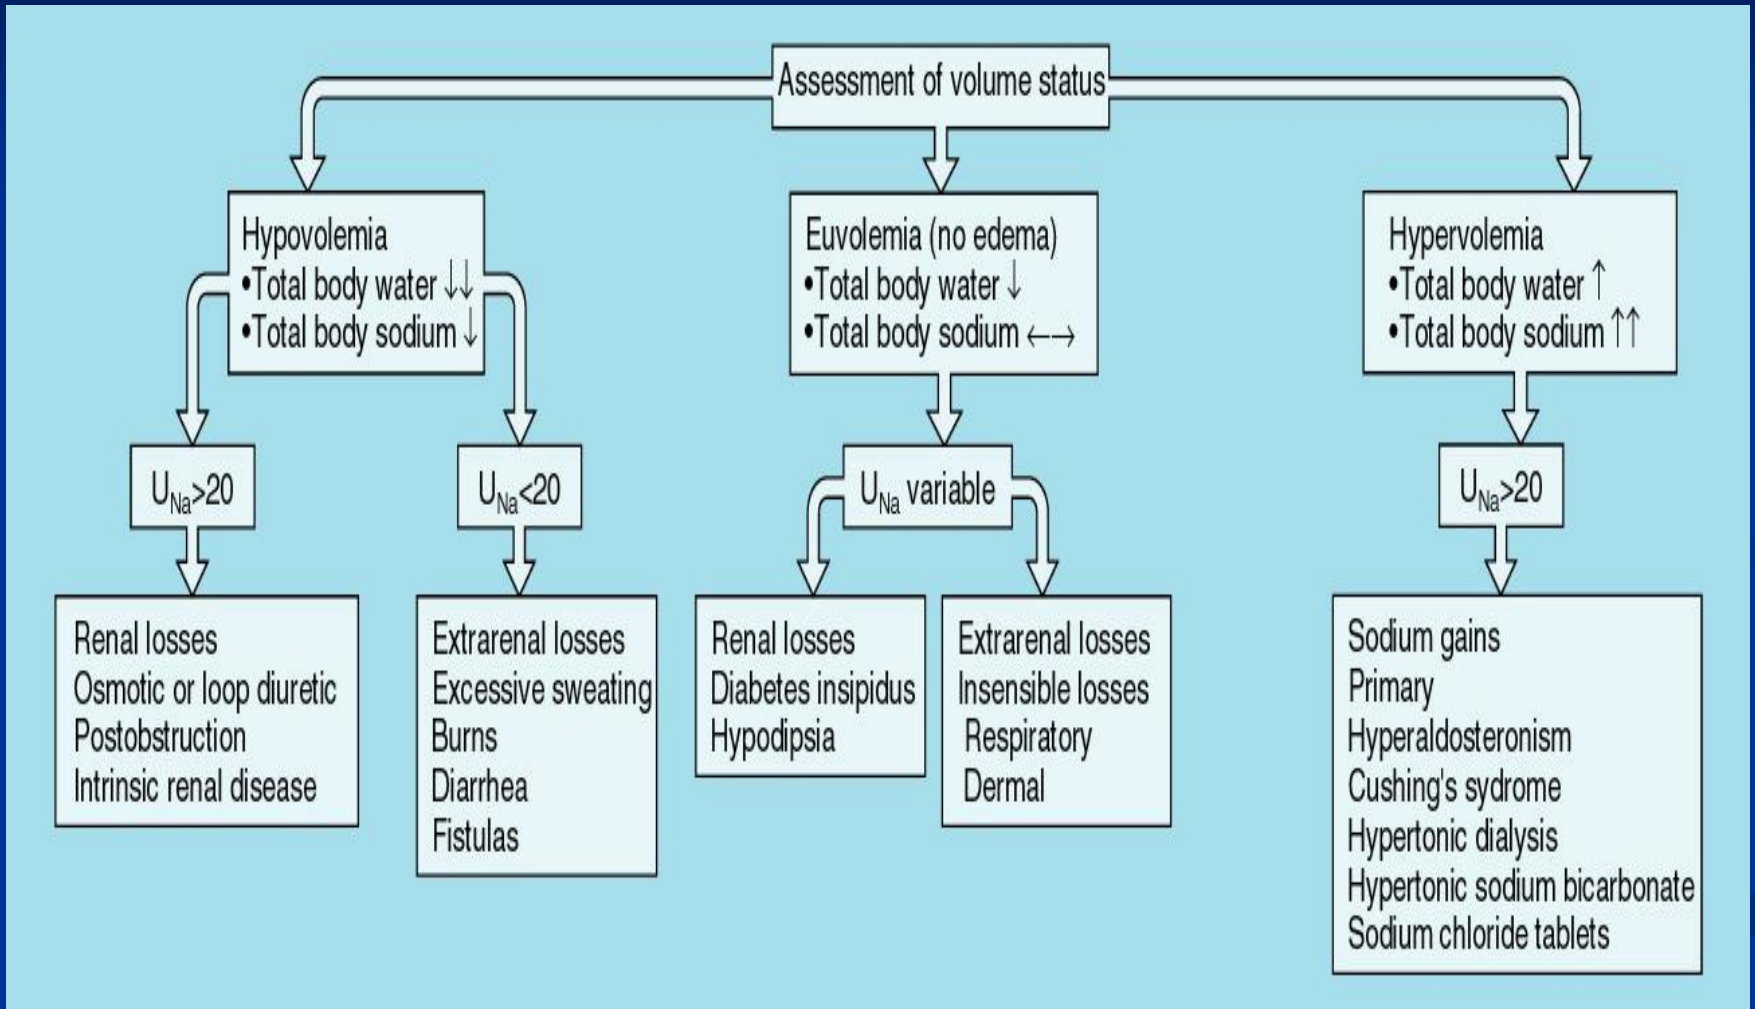 Assessment of volume status
Hypovolemia
•Total body water ↓↓
•Total body sodium ↓
Euvolemia (no edema)
•Total body water ↓
•Total body sodium ←→
Hypervolemia
•Total body water ↑
•Total body sodium ↑↑
UNa>20
UNa<20
UNa variable
UNa>20
Renal losses
Osmotic or loop diuretic
Postobstruction
Intrinsic renal disease
Extrarenal losses
Excessive sweating
Burns
Diarrhea
Fistulas
Renal losses
Diabetes insipidus
Hypodipsia
Extrarenal losses
Insensible losses
Respiratory
Dermal
Sodium gains
Primary
Hyperaldosteronism
Cushing's sydrome
Hypertonic dialysis
Hypertonic sodium bicarbonate
Sodium chloride tablets